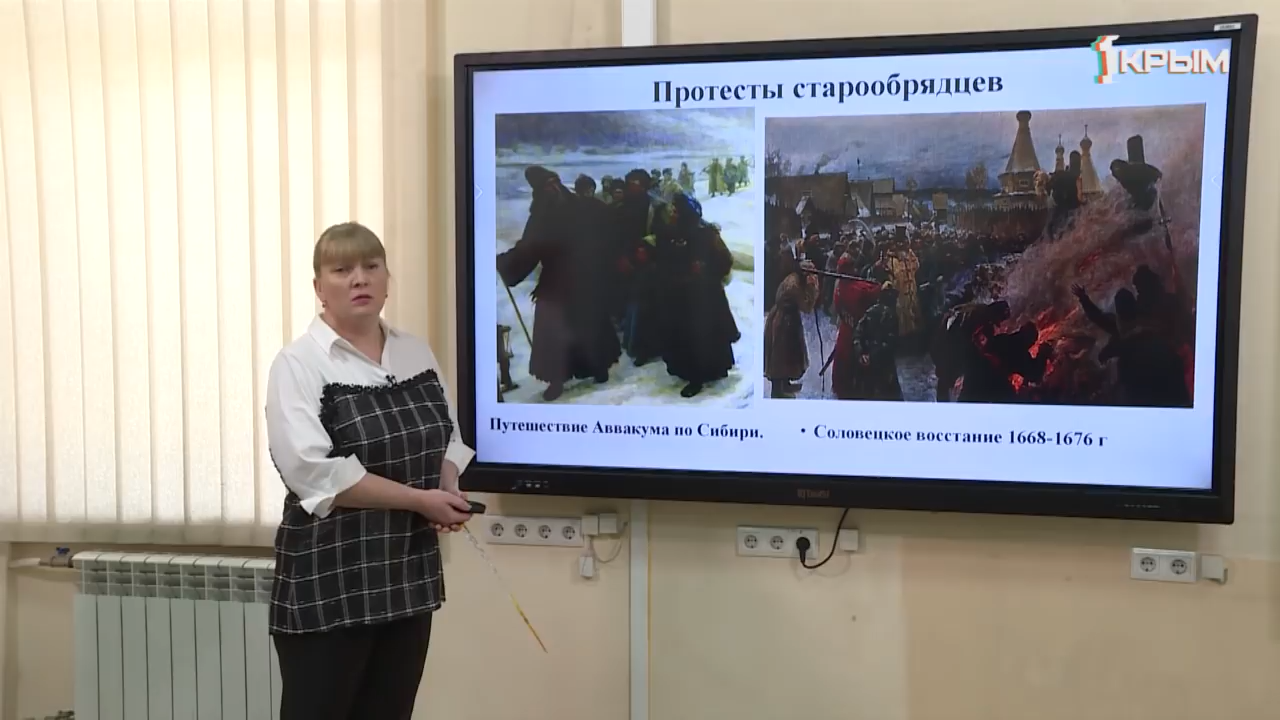 1КРЫМ
Протесты старообрядцев
Путешествие Аввакума по Сибири.
• Соловецкое восстание 1668-1676 г